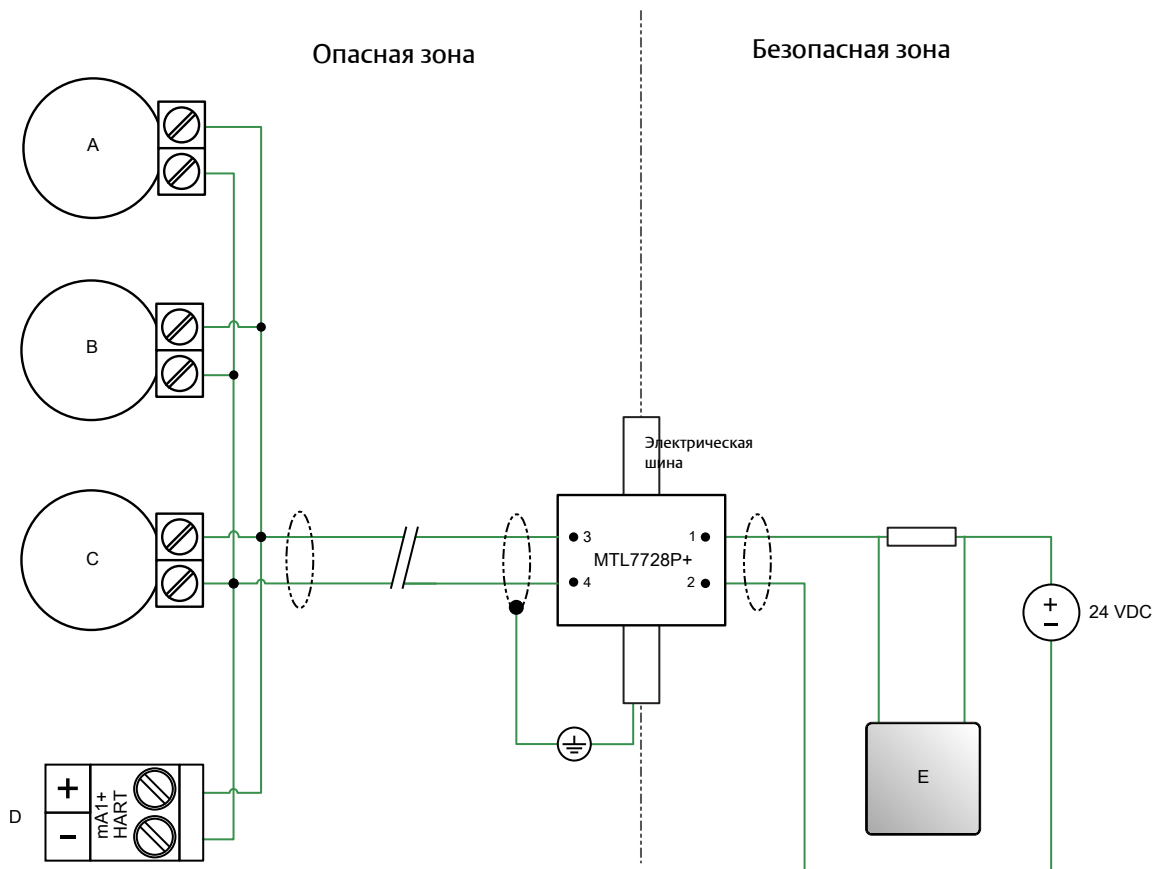 Опасная зона
Безопасная зона
A
B
Электрическая
шина
C
3
4
MTL7728P+
1
2
+
−
24 VDC
E
D
+
-
mA1+
HART